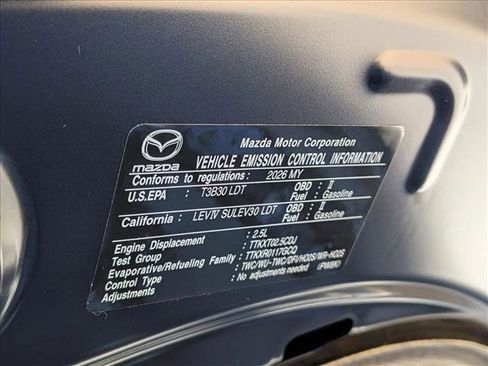 Mazda Motor Corporation
mazda VEHICLE EMISSION CONTROL INFORMATION
Conforms to regulations: 2026 MY
U.S.EPA : T3B30 LDT OBD : II
Fuel : Gasoline
California : LEVIV SULEV30 LDT OBD : II
Fuel : Gasoline
Engine Displacement : 2.5L
Test Group : TTKXT02.5CDJ
Evaporative/Refueling Family : TTKXR0117GCQ
Control Type : TWC/WU-TWC/DFI/HO2S/WR-HO2S
Adjustments : No adjustments needed